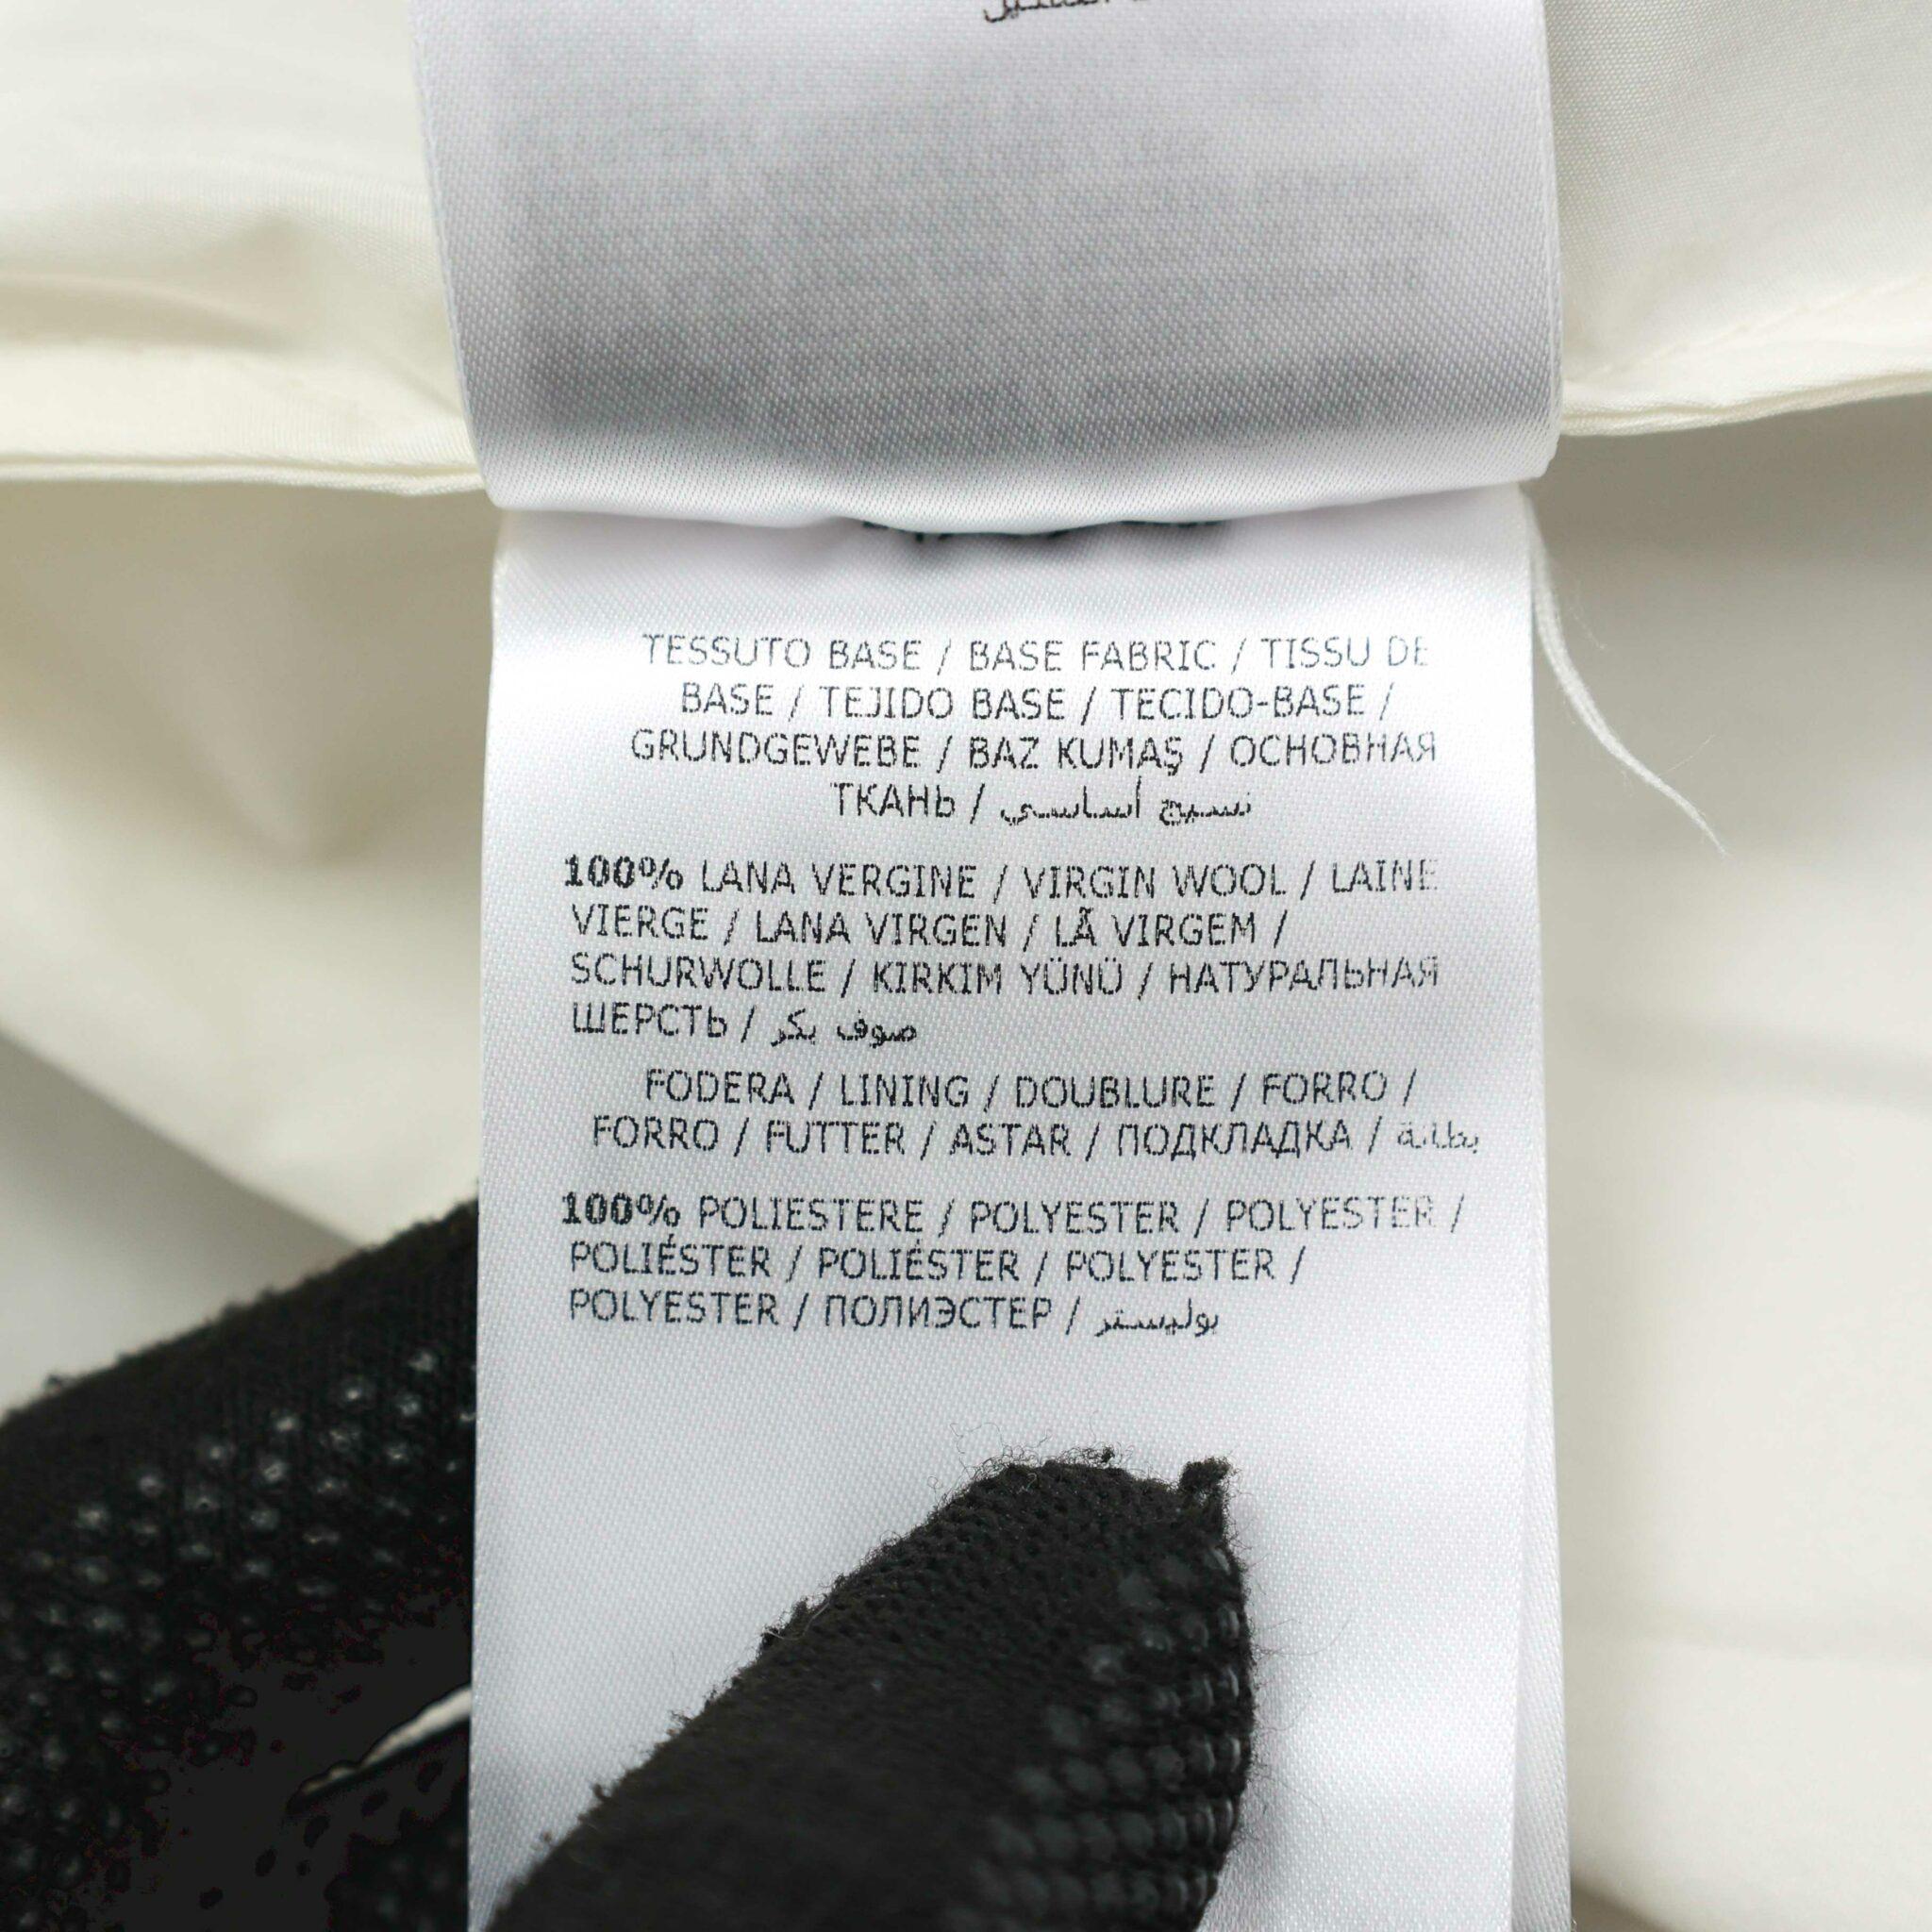 TESSUTO BASE / BASE FABRIC / TISSU DE
BASE / TEJIDO BASE / TECIDO-BASE /
GRUNDGEWEBE / BAZ KUMAŞ / ОСНОВНАЯ
ТКАНЬ / نسيج أساسي
100% LANA VERGINE / VIRGIN WOOL / LAINE
VIERGE / LANA VIRGEN / LÃ VIRGEM /
SCHURWOLLE / KIRKIM YÜNÜ / НАТУРАЛЬНАЯ
ШЕРСТЬ / صوف بكر
FODERA / LINING / DOUBLURE / FORRO /
FORRO / FUTTER / ASTAR / ПОДКЛАДКА / بطانة
100% POLIESTERE / POLYESTER / POLYESTER /
POLIÉSTER / POLIÉSTER / POLYESTER /
POLYESTER / ПОЛИЭСТЕР / بوليستر